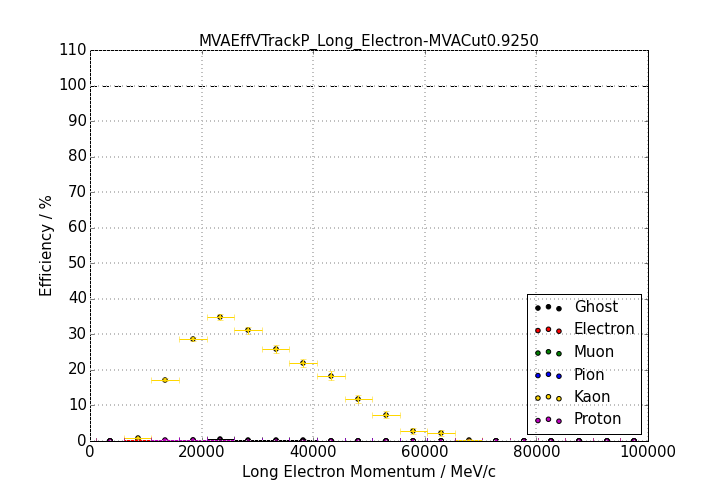 MVAEffVTrackP_Long_Electron-MVACut0.9250
Efficiency / %
110
100
90
80
70
60
50
40
30
20
10
0
0 20000 40000 60000 80000 100000
Long Electron Momentum / MeV/c
Ghost
Electron
Muon
Pion
Kaon
Proton